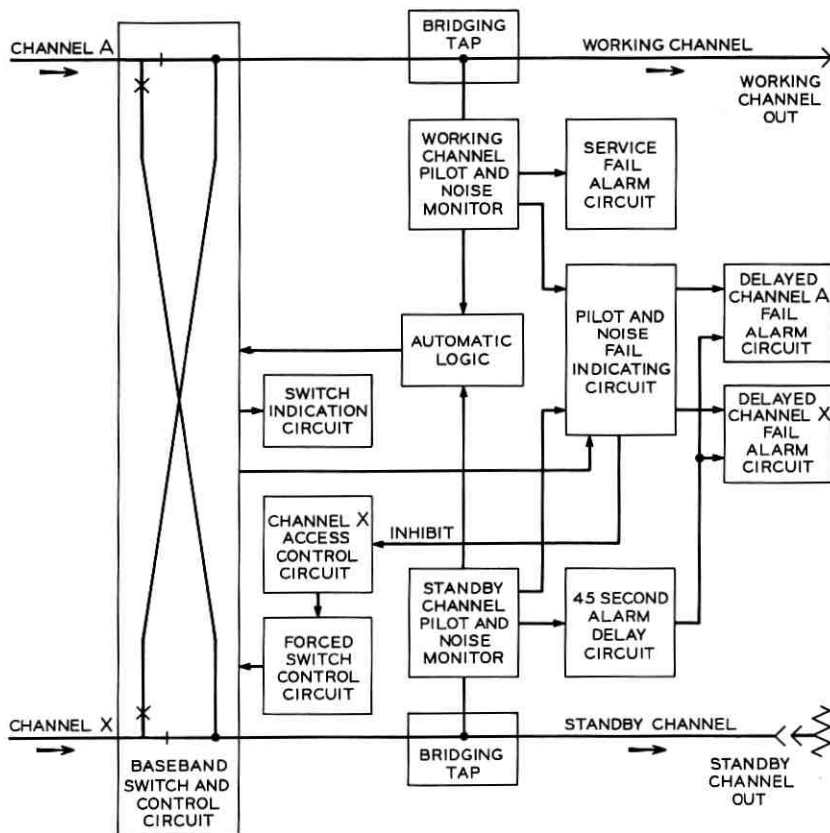 CHANNEL A
BRIDGING
TAP
WORKING CHANNEL
WORKING
CHANNEL
OUT
WORKING
CHANNEL
PILOT AND
NOISE
MONITOR
SERVICE
FAIL
ALARM
CIRCUIT
PILOT AND
NOISE
FAIL
INDICATING
CIRCUIT
DELAYED
CHANNEL A
FAIL
ALARM
CIRCUIT
AUTOMATIC
LOGIC
SWITCH
INDICATION
CIRCUIT
DELAYED
CHANNEL X
FAIL
ALARM
CIRCUIT
CHANNEL X
ACCESS
CONTROL
CIRCUIT
INHIBIT
STANDBY
CHANNEL
PILOT AND
NOISE
MONITOR
45 SECOND
ALARM
DELAY
CIRCUIT
FORCED
SWITCH
CONTROL
CIRCUIT
CHANNEL X
BRIDGING
TAP
STANDBY CHANNEL
STANDBY
CHANNEL
OUT
BASEBAND
SWITCH AND
CONTROL
CIRCUIT